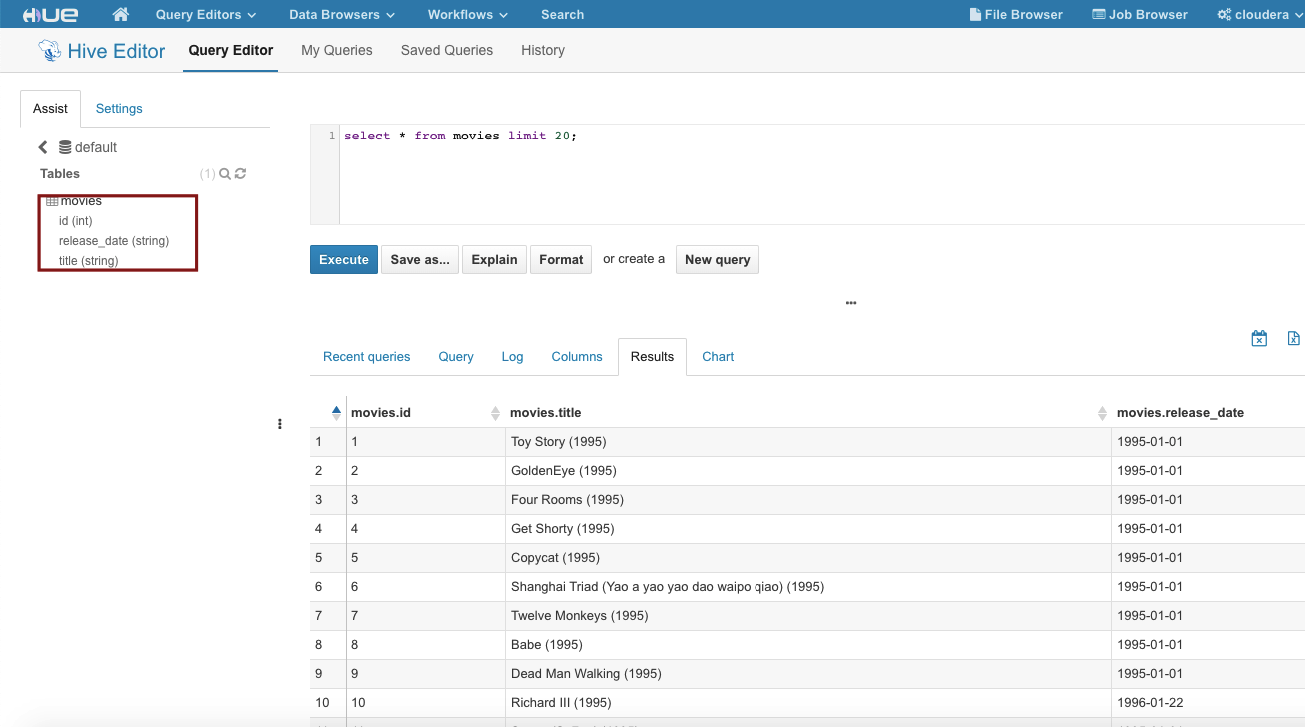 HUE Query Editors Data Browsers Workflows Search File Browser Job Browser cloudera
Hive Editor Query Editor My Queries Saved Queries History
Assist Settings
default
Tables (1)
movies
id (int)
release_date (string)
title (string)
1 select * from movies limit 20;
Execute Save as... Explain Format or create a New query
Recent queries Query Log Columns Results Chart
movies.id movies.title movies.release_date
1 1 Toy Story (1995) 1995-01-01
2 2 GoldenEye (1995) 1995-01-01
3 3 Four Rooms (1995) 1995-01-01
4 4 Get Shorty (1995) 1995-01-01
5 5 Copycat (1995) 1995-01-01
6 6 Shanghai Triad (Yao a yao yao dao waipo qiao) (1995) 1995-01-01
7 7 Twelve Monkeys (1995) 1995-01-01
8 8 Babe (1995) 1995-01-01
9 9 Dead Man Walking (1995) 1995-01-01
10 10 Richard III (1995) 1996-01-22